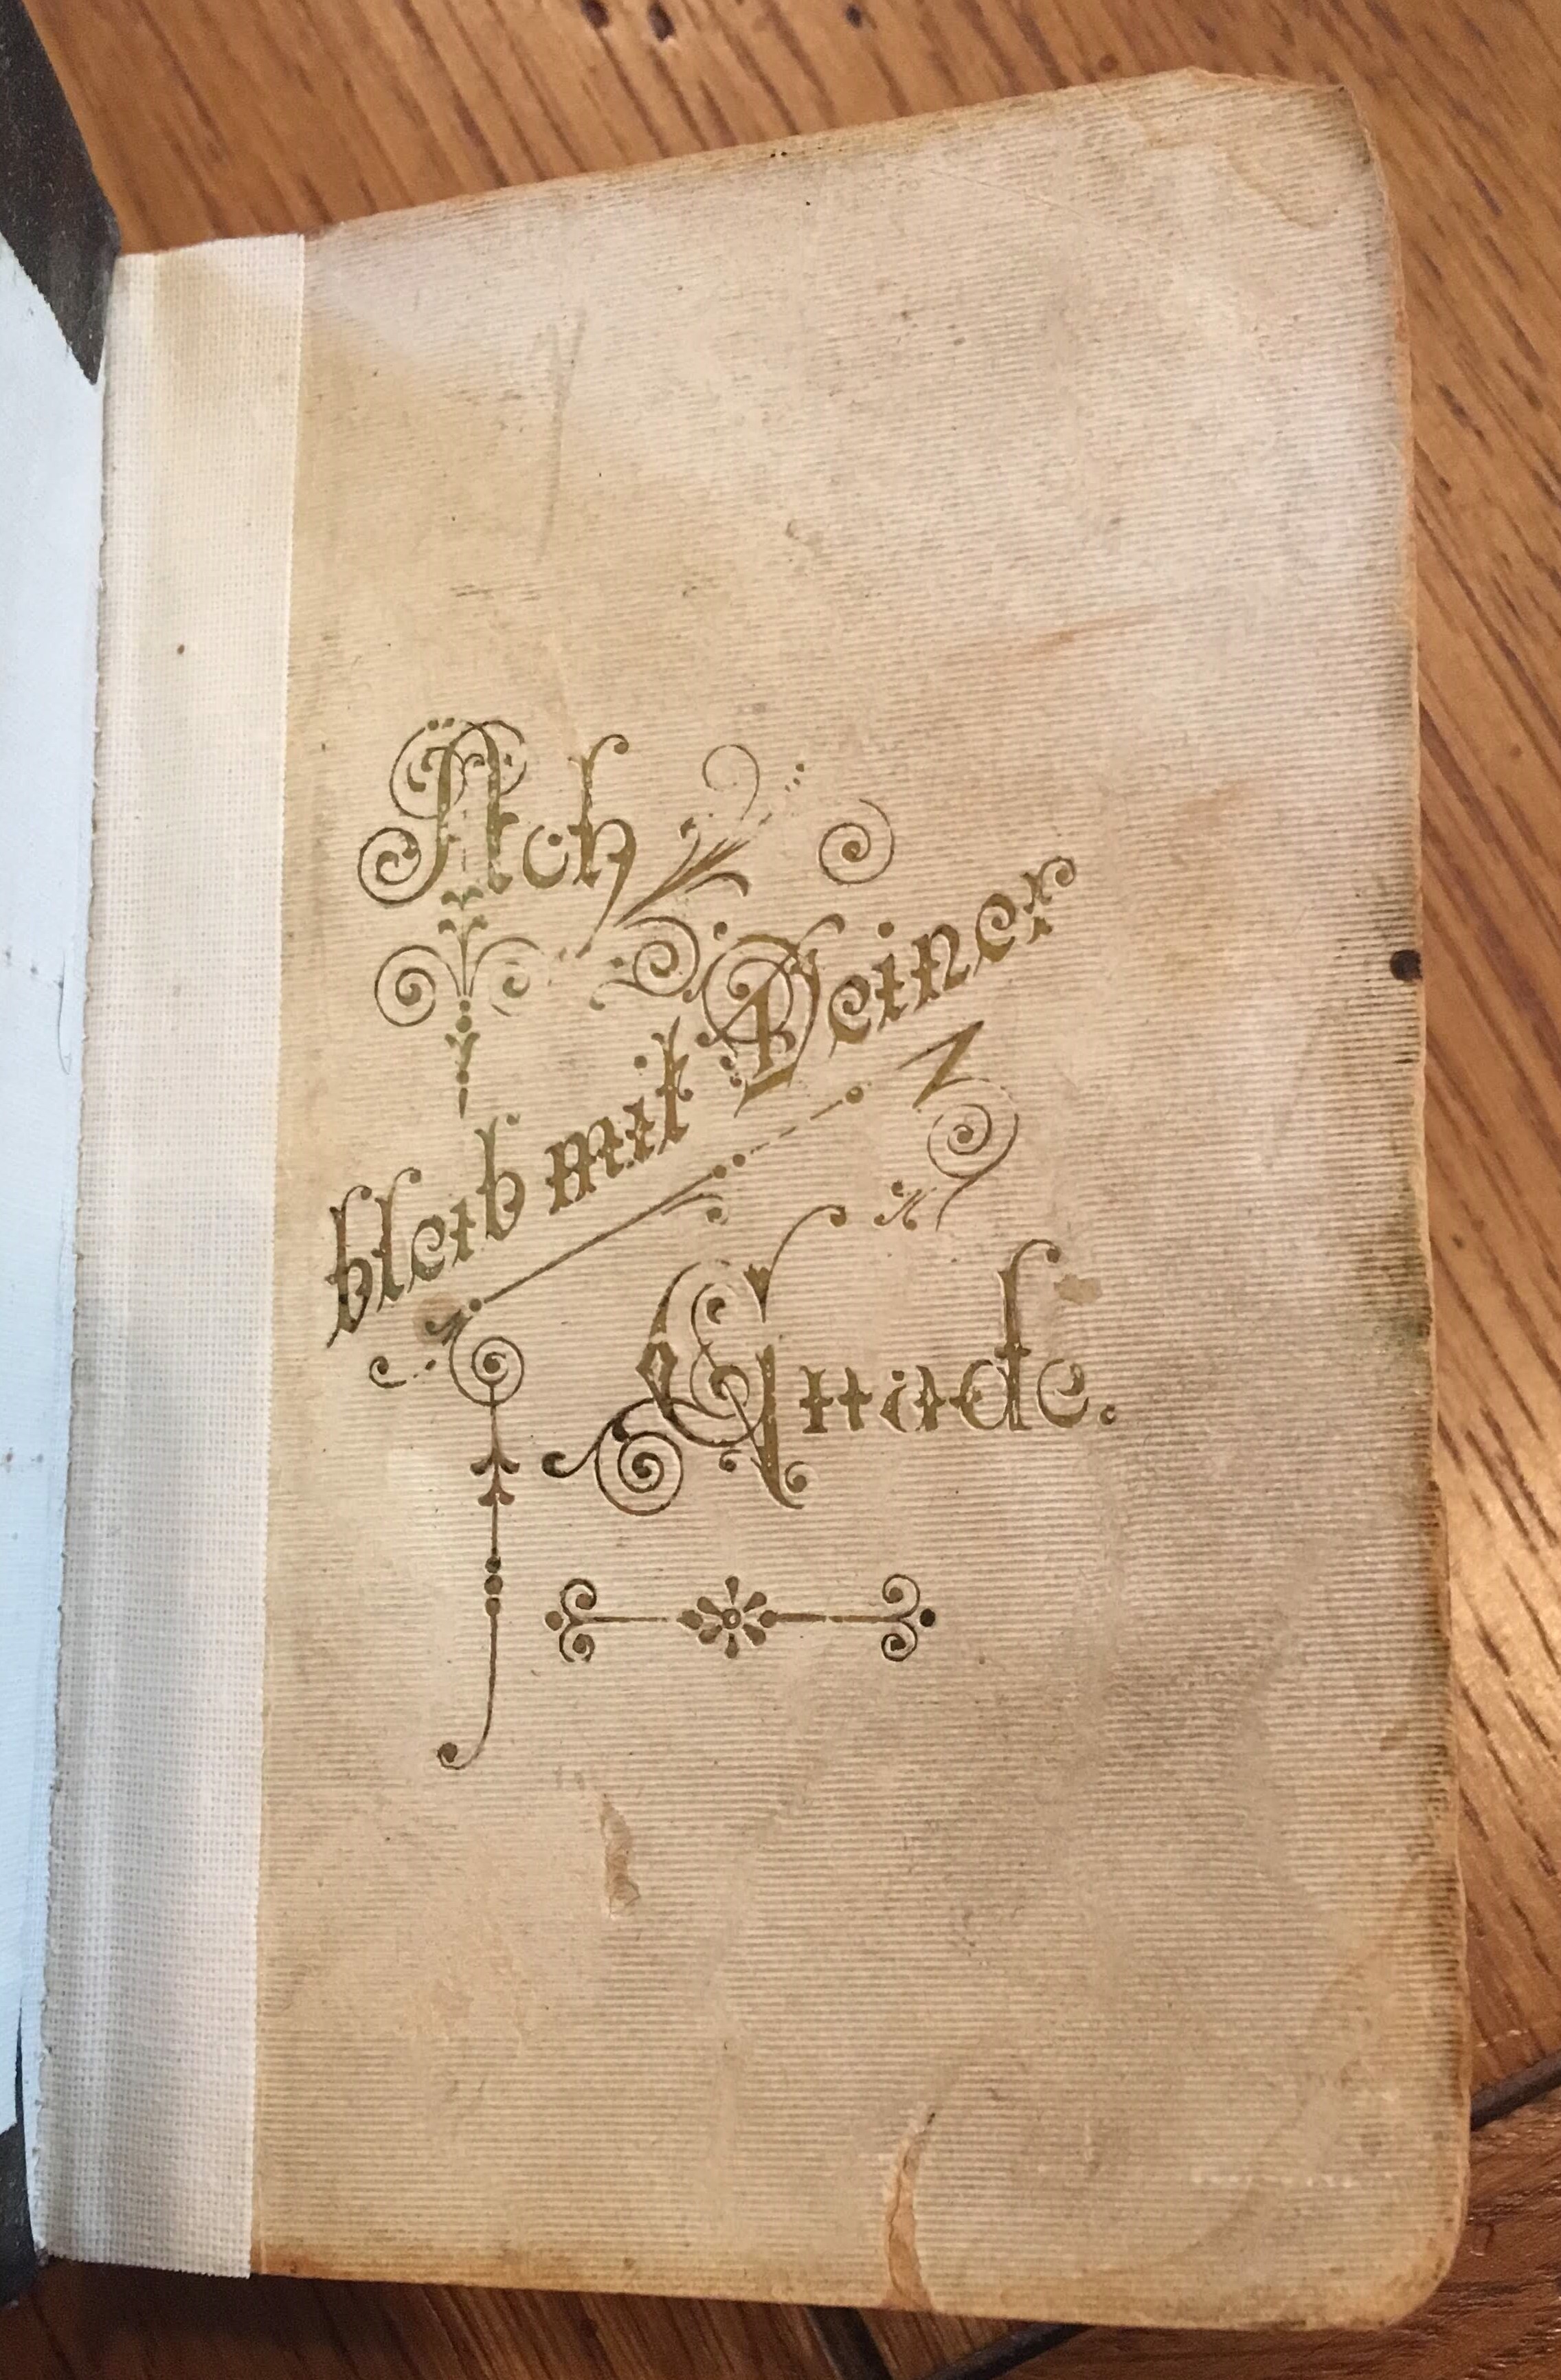 Ach
bleib mit Deiner
Gnade.